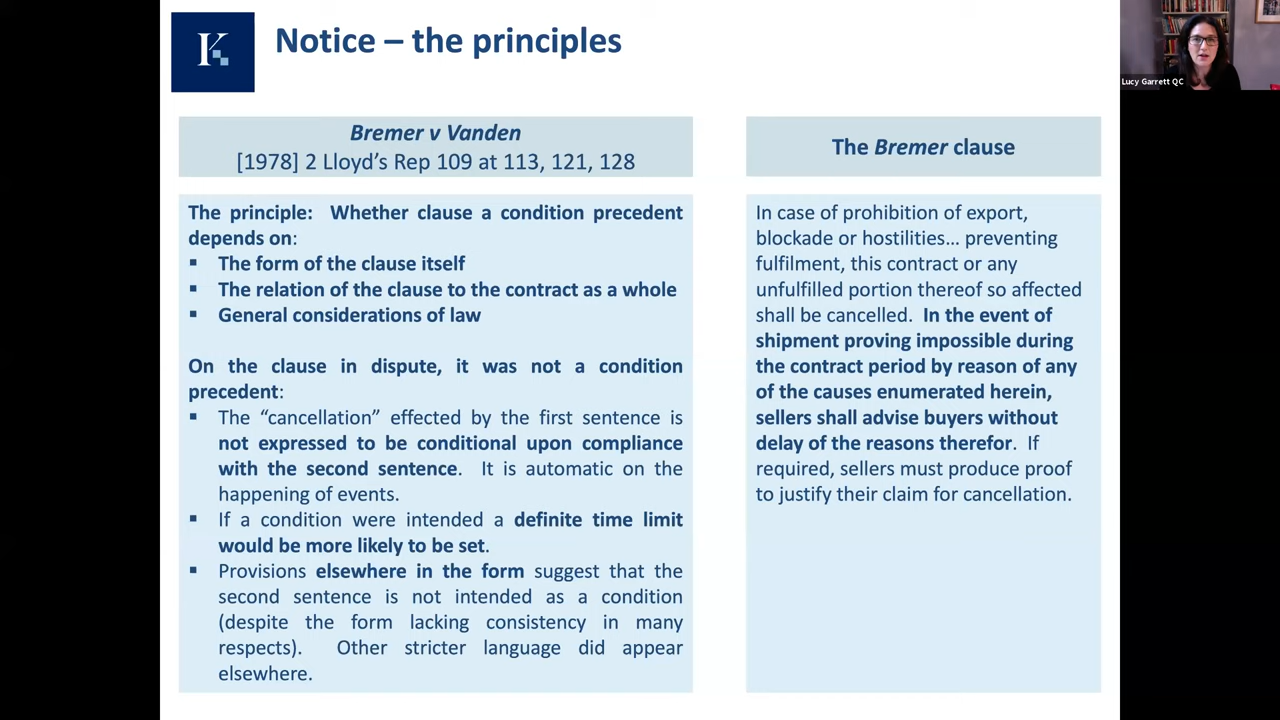 K
Notice – the principles
Lucy Garrett QC
Bremer v Vanden
[1978] 2 Lloyd's Rep 109 at 113, 121, 128
The principle: Whether clause a condition precedent
depends on:
▪ The form of the clause itself
▪ The relation of the clause to the contract as a whole
▪ General considerations of law
On the clause in dispute, it was not a condition
precedent:
▪ The “cancellation” effected by the first sentence is
not expressed to be conditional upon compliance
with the second sentence. It is automatic on the
happening of events.
▪ If a condition were intended a definite time limit
would be more likely to be set.
▪ Provisions elsewhere in the form suggest that the
second sentence is not intended as a condition
(despite the form lacking consistency in many
respects). Other stricter language did appear
elsewhere.
The Bremer clause
In case of prohibition of export,
blockade or hostilities… preventing
fulfilment, this contract or any
unfulfilled portion thereof so affected
shall be cancelled. In the event of
shipment proving impossible during
the contract period by reason of any
of the causes enumerated herein,
sellers shall advise buyers without
delay of the reasons therefor. If
required, sellers must produce proof
to justify their claim for cancellation.